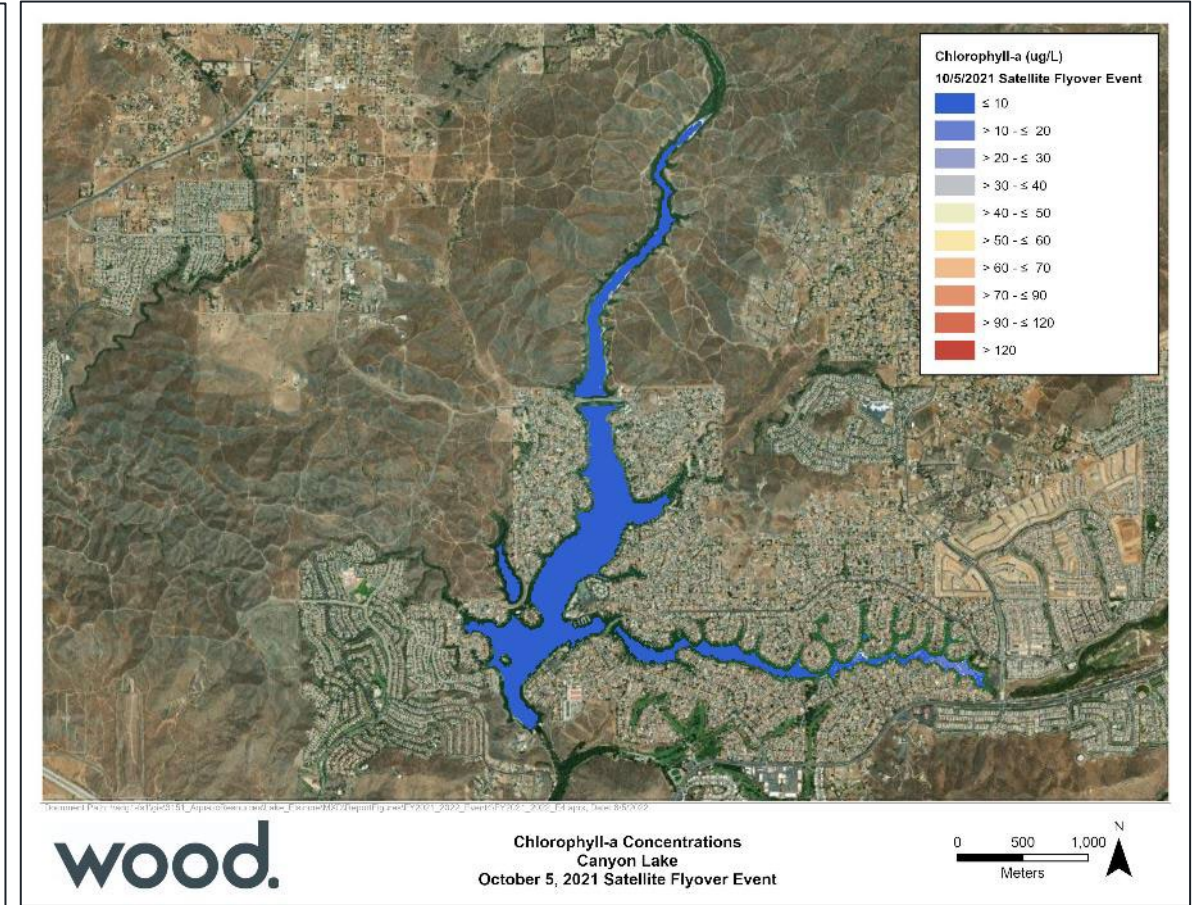 Chlorophyll-a (ug/L)
10/5/2021 Satellite Flyover Event
≤ 10
> 10 - ≤ 20
> 20 - ≤ 30
> 30 - ≤ 40
> 40 - ≤ 50
> 50 - ≤ 60
> 60 - ≤ 70
> 70 - ≤ 90
> 90 - ≤ 120
> 120
Document Path:
wood.
Chlorophyll-a Concentrations
Canyon Lake
October 5, 2021 Satellite Flyover Event
0 500 1,000
Meters
N